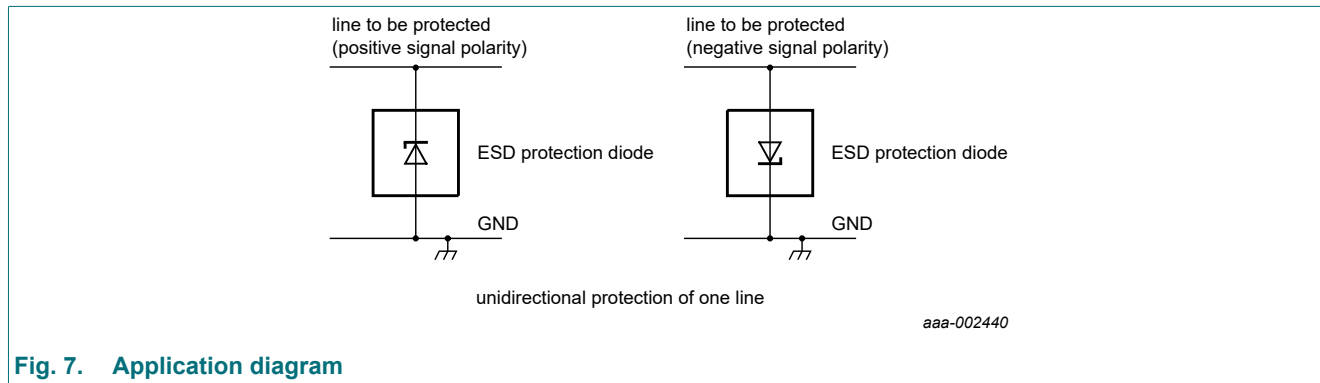 line to be protected
(positive signal polarity)
line to be protected
(negative signal polarity)
ESD protection diode
ESD protection diode
GND
GND
unidirectional protection of one line
aaa-002440
Fig. 7. Application diagram